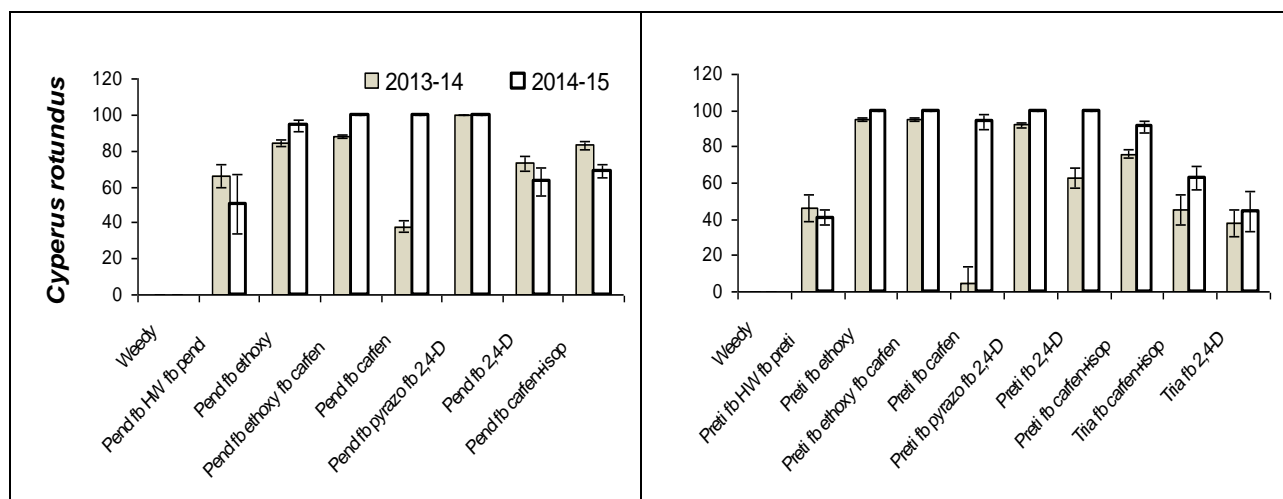 Cyperus rotundus
120
100
80
60
40
20
0
2013-14
2014-15
Weedy
Pend fb HW fb pend
Pend fb ethoxy
Pend fb ethoxy fb carfen
Pend fb carfen
Pend fb pyrazo fb 2,4-D
Pend fb 2,4-D
Pend fb carfen+isop
120
100
80
60
40
20
0
Weedy
Preti fb HW fb preti
Preti fb ethoxy
Preti fb ethoxy fb carfen
Preti fb carfen
Preti fb pyrazo fb 2,4-D
Preti fb 2,4-D
Preti fb carfen+isop
Tria fb carfen+isop
Tria fb 2,4-D